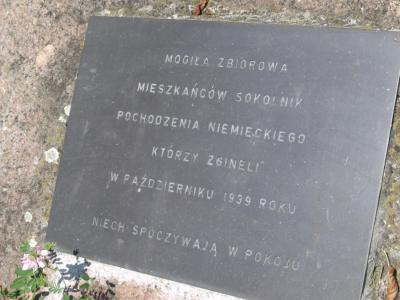 MOGIŁA ZBIOROWA
MIESZKAŃCÓW SOKOLNIK
POCHODZENIA NIEMIECKIEGO
KTÓRZY ZGINĘLI
W PAŹDZIERNIKU 1939 ROKU
NIECH SPOCZYWAJĄ W POKOJU